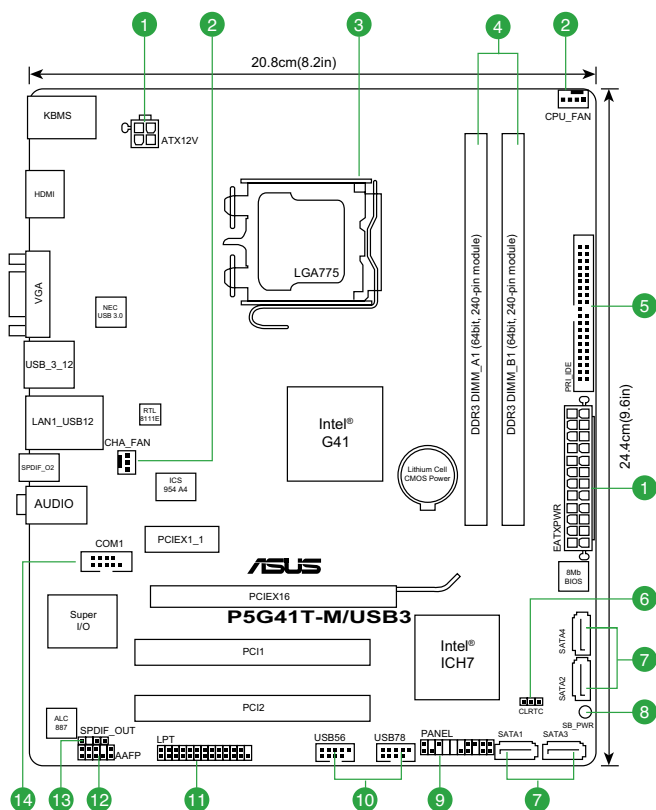 1
2
3
4
2
20.8cm(8.2in)
KBMS
ATX12V
CPU_FAN
HDMI
LGA775
VGA
NEC
USB 3.0
DDR3 DIMM_A1 (64bit, 240-pin module)
DDR3 DIMM_B1 (64bit, 240-pin module)
PRI_IDE
5
USB_3_12
LAN1_USB12
RTL
8111E
Intel®
G41
24.4cm(9.6in)
CHA_FAN
2
SPDIF_O2
ICS
954 A4
Lithium Cell
CMOS Power
EATXPWR
1
AUDIO
COM1
PCIEX1_1
14
ASUS
8Mb
BIOS
PCIEX16
P5G41T-M/USB3
6
Super
I/O
Intel®
ICH7
SATA4
7
PCI1
SATA2
CLRTC
PCI2
8
SB_PWR
ALC
887
SPDIF_OUT
AAFP
LPT
USB56
USB78
PANEL
SATA1
SATA3
13
12
11
10
9
7